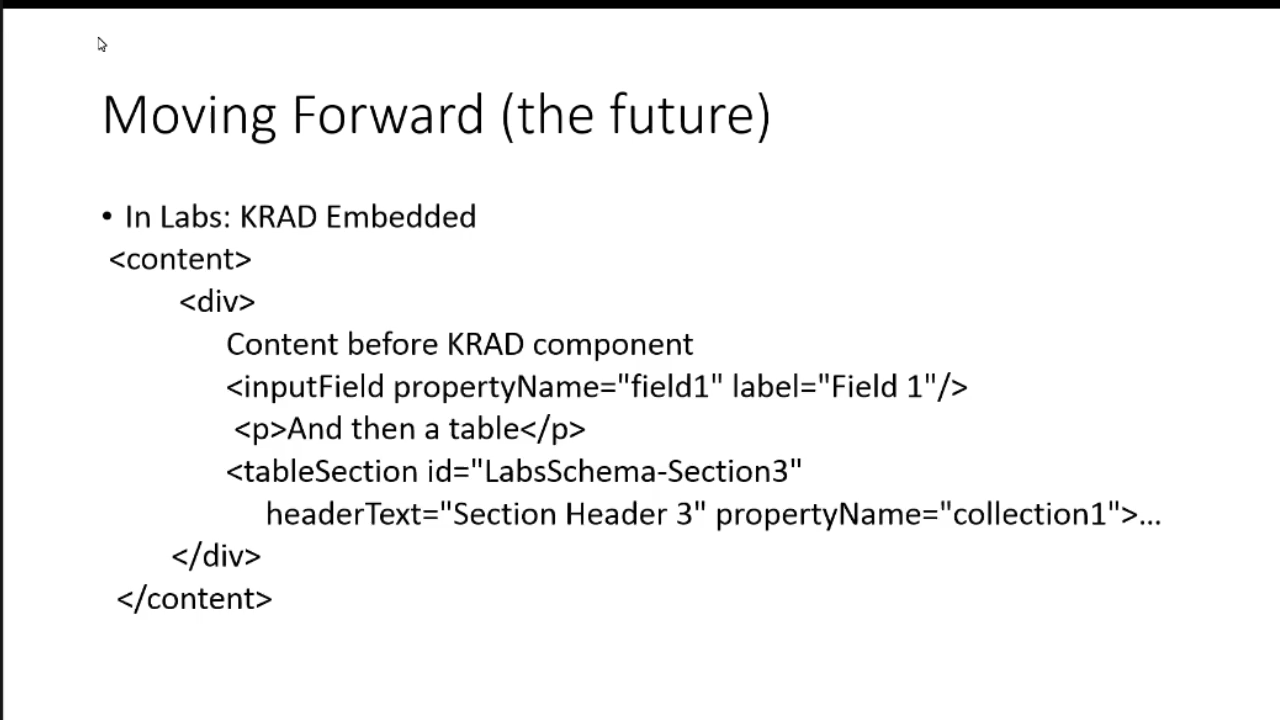 Moving Forward (the future)
• In Labs: KRAD Embedded
<content>
<div>
Content before KRAD component
<inputField propertyName="field1" label="Field 1"/>
<p>And then a table</p>
<tableSection id="LabsSchema-Section3"
headerText="Section Header 3" propertyName="collection1">...
</div>
</content>